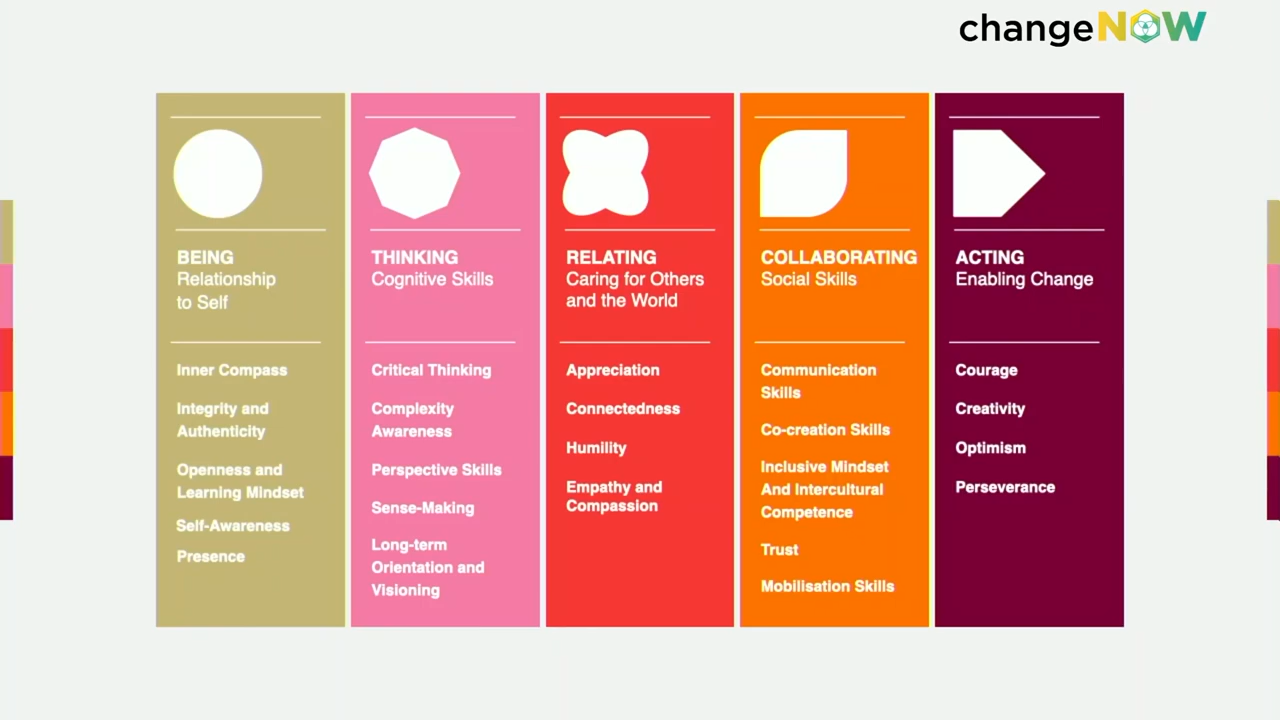 changeNOW
BEING
Relationship
to Self
Inner Compass
Integrity and
Authenticity
Openness and
Learning Mindset
Self-Awareness
Presence
THINKING
Cognitive Skills
Critical Thinking
Complexity
Awareness
Perspective Skills
Sense-Making
Long-term
Orientation and
Visioning
RELATING
Caring for Others
and the World
Appreciation
Connectedness
Humility
Empathy and
Compassion
COLLABORATING
Social Skills
Communication
Skills
Co-creation Skills
Inclusive Mindset
And Intercultural
Competence
Trust
Mobilisation Skills
ACTING
Enabling Change
Courage
Creativity
Optimism
Perseverance